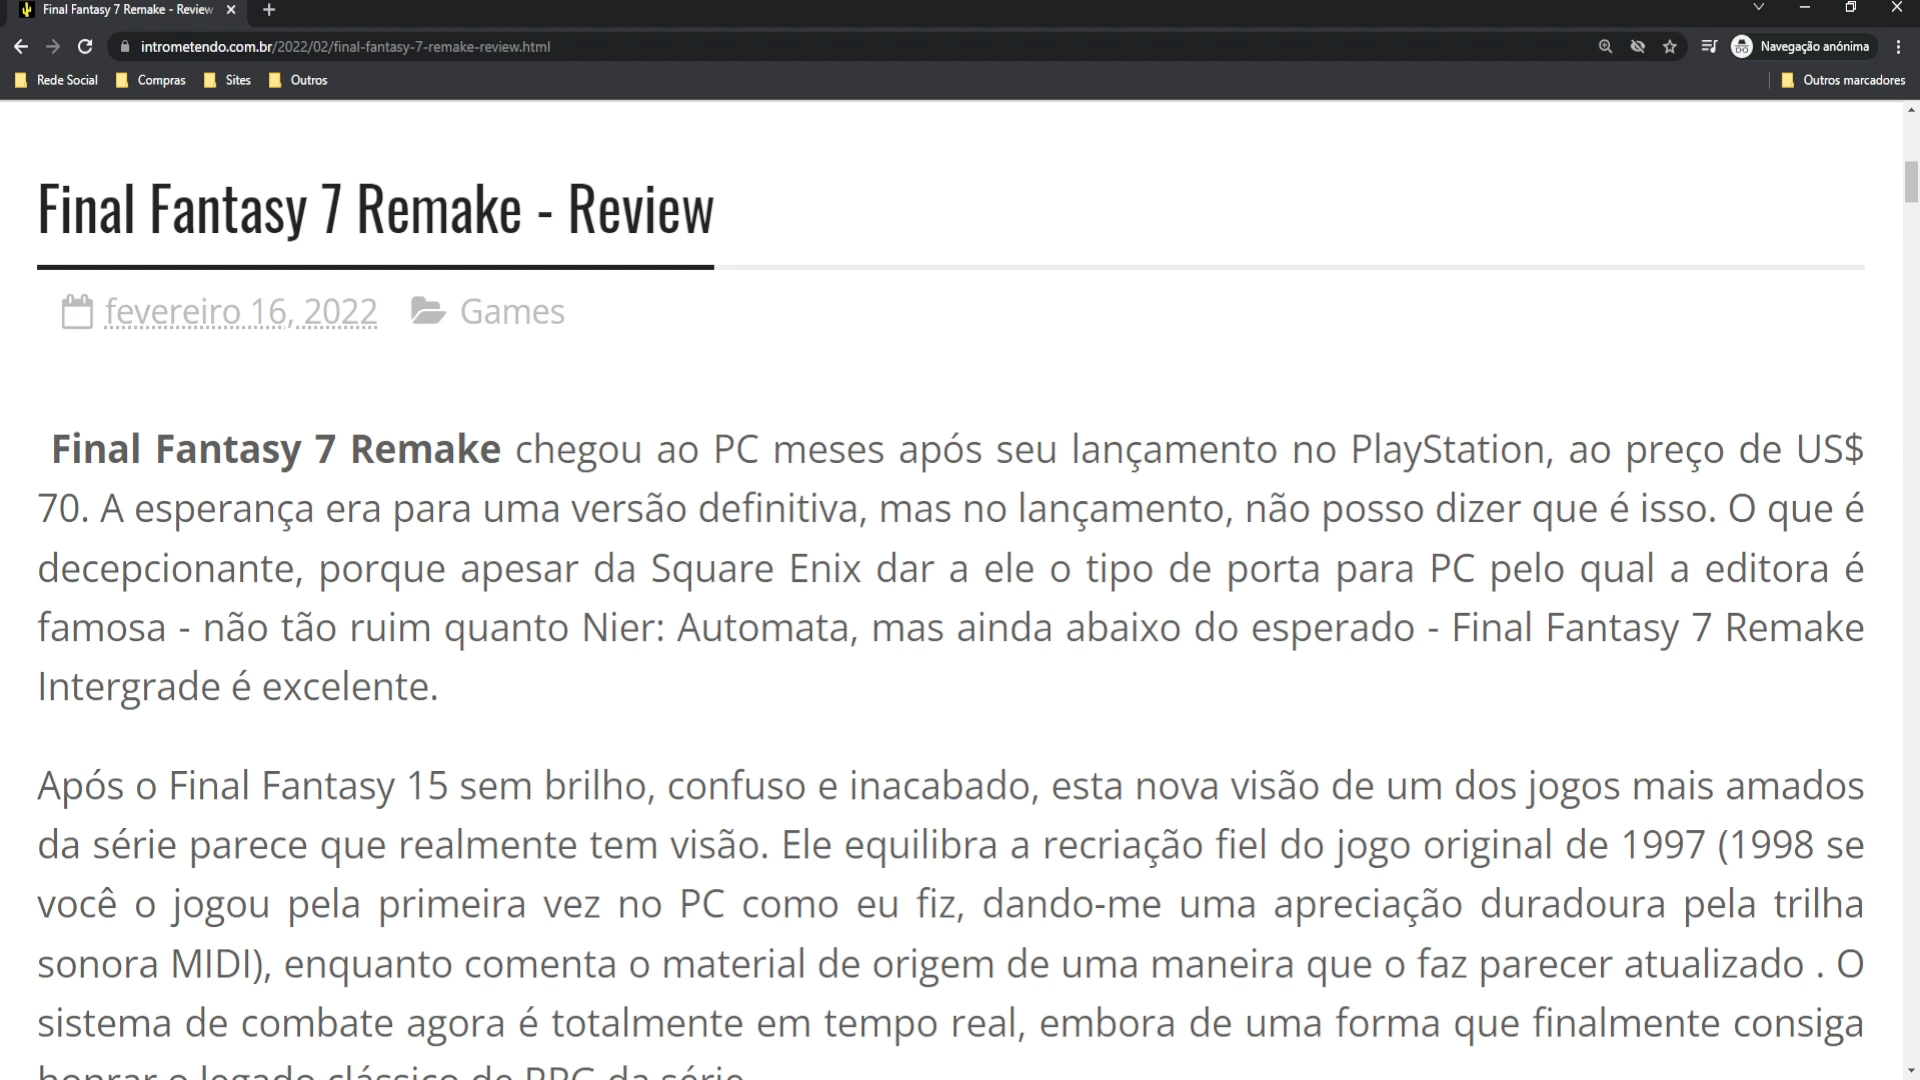 Final Fantasy 7 Remake - Review
intrometendo.com.br/2022/02/final-fantasy-7-remake-review.html
Navegação anónima
Rede Social
Compras
Sites
Outros
Outros marcadores
Final Fantasy 7 Remake - Review
fevereiro 16, 2022 Games
Final Fantasy 7 Remake chegou ao PC meses após seu lançamento no PlayStation, ao preço de US$
70. A esperança era para uma versão definitiva, mas no lançamento, não posso dizer que é isso. O que é
decepcionante, porque apesar da Square Enix dar a ele o tipo de porta para PC pelo qual a editora é
famosa - não tão ruim quanto Nier: Automata, mas ainda abaixo do esperado - Final Fantasy 7 Remake
Intergrade é excelente.
Após o Final Fantasy 15 sem brilho, confuso e inacabado, esta nova visão de um dos jogos mais amados
da série parece que realmente tem visão. Ele equilibra a recriação fiel do jogo original de 1997 (1998 se
você o jogou pela primeira vez no PC como eu fiz, dando-me uma apreciação duradoura pela trilha
sonora MIDI), enquanto comenta o material de origem de uma maneira que o faz parecer atualizado . O
sistema de combate agora é totalmente em tempo real, embora de uma forma que finalmente consiga
honrar o legado clássico de RPG da série